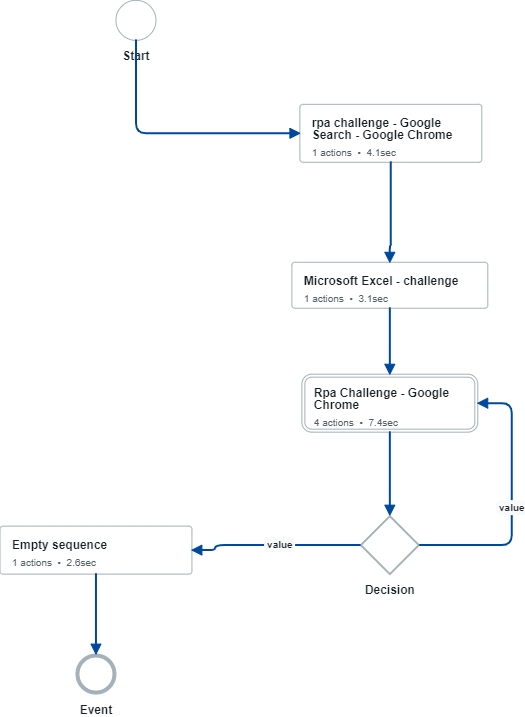 Start
rpa challenge - Google
Search - Google Chrome
1 actions • 4.1sec
Microsoft Excel - challenge
1 actions • 3.1sec
Rpa Challenge - Google
Chrome
4 actions • 7.4sec
value
Empty sequence
1 actions • 2.6sec
value
Decision
Event